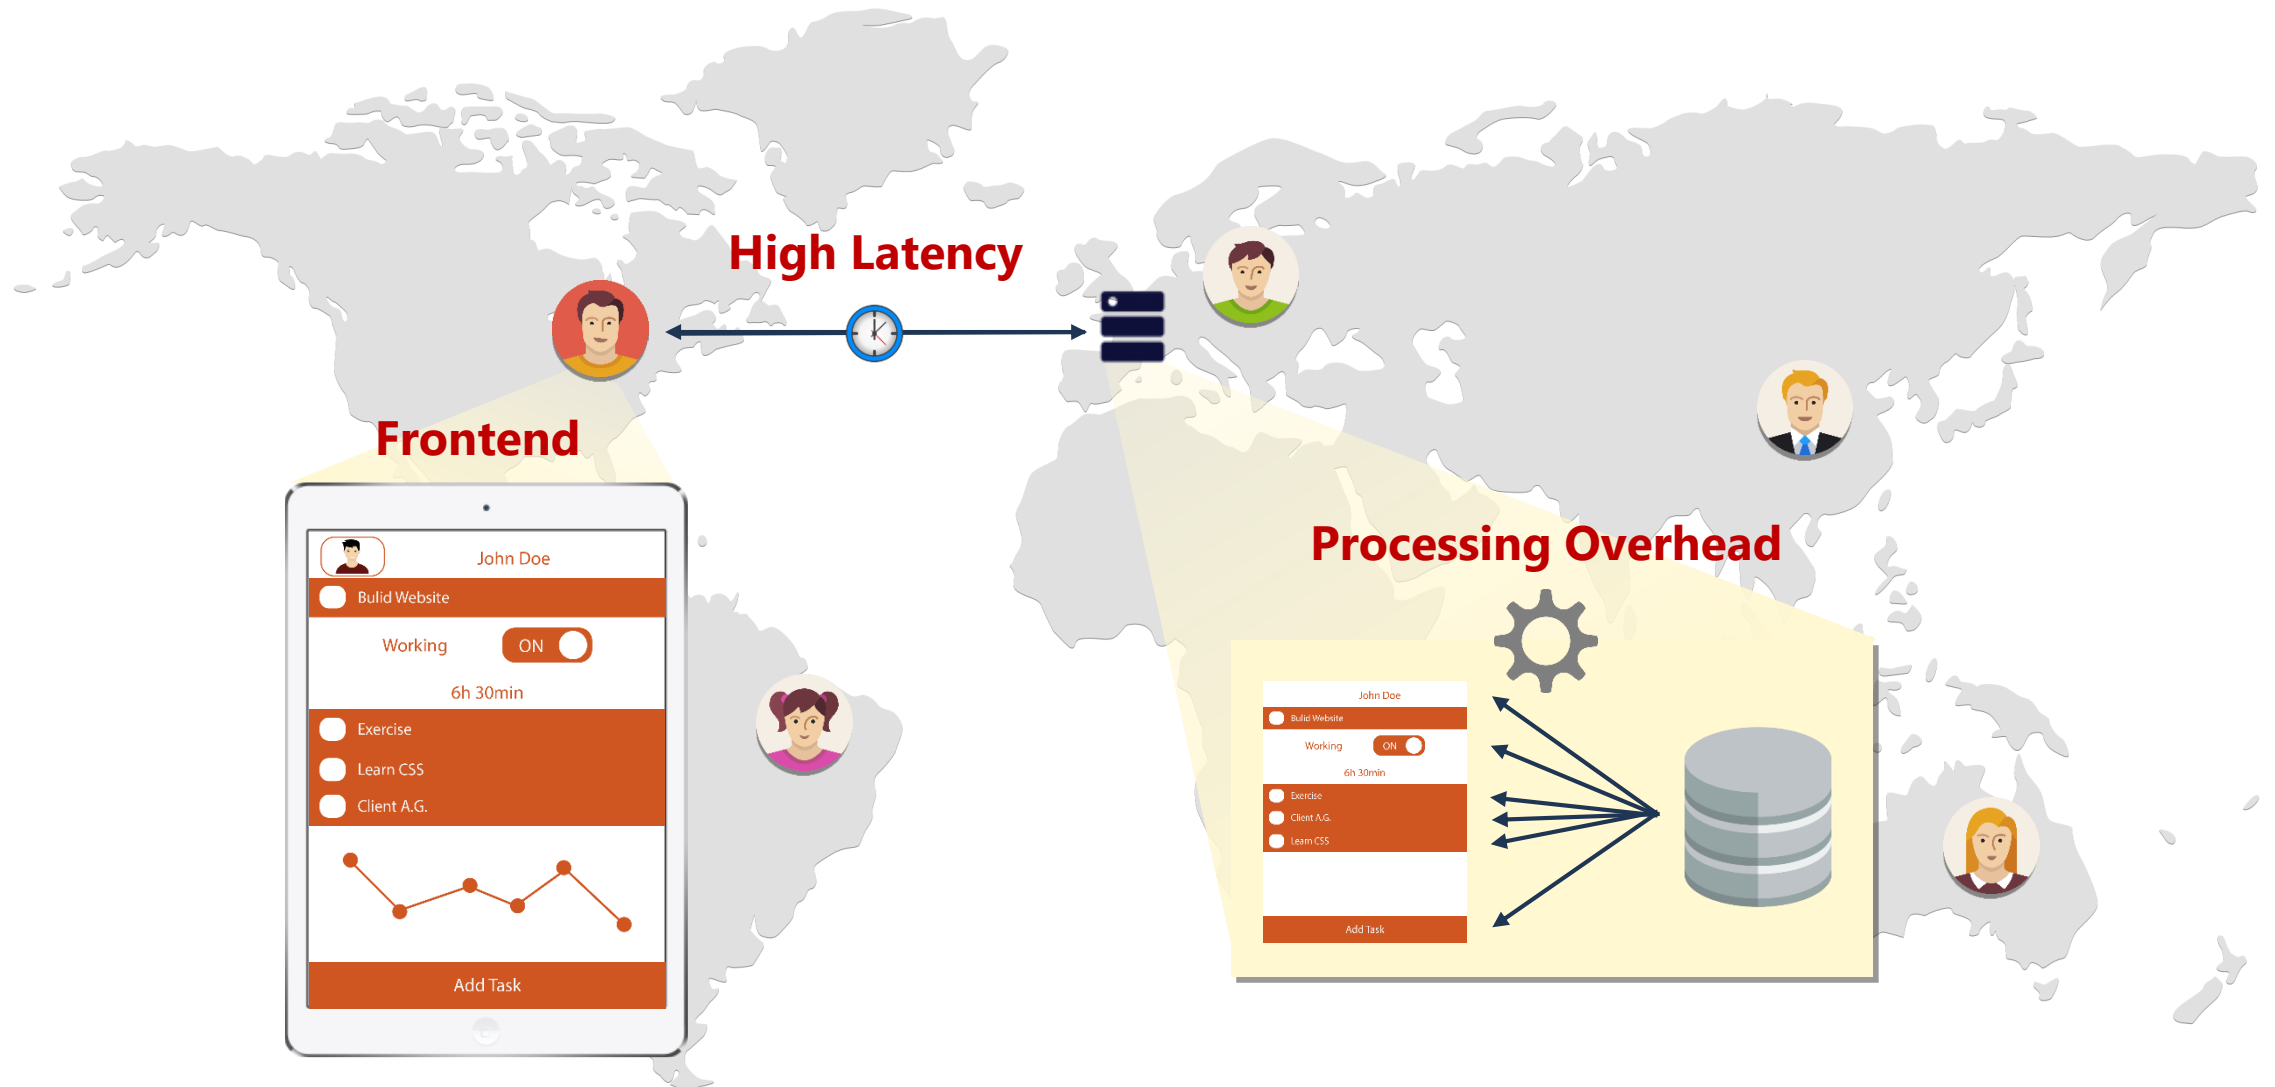 High Latency
Frontend
John Doe
Bulid Website
Working
ON
6h 30min
Exercise
Learn CSS
Client A.G.
Add Task
Processing Overhead
John Doe
Bulid Website
Working
ON
6h 30min
Exercise
Client A.G.
Learn CSS
Add Task